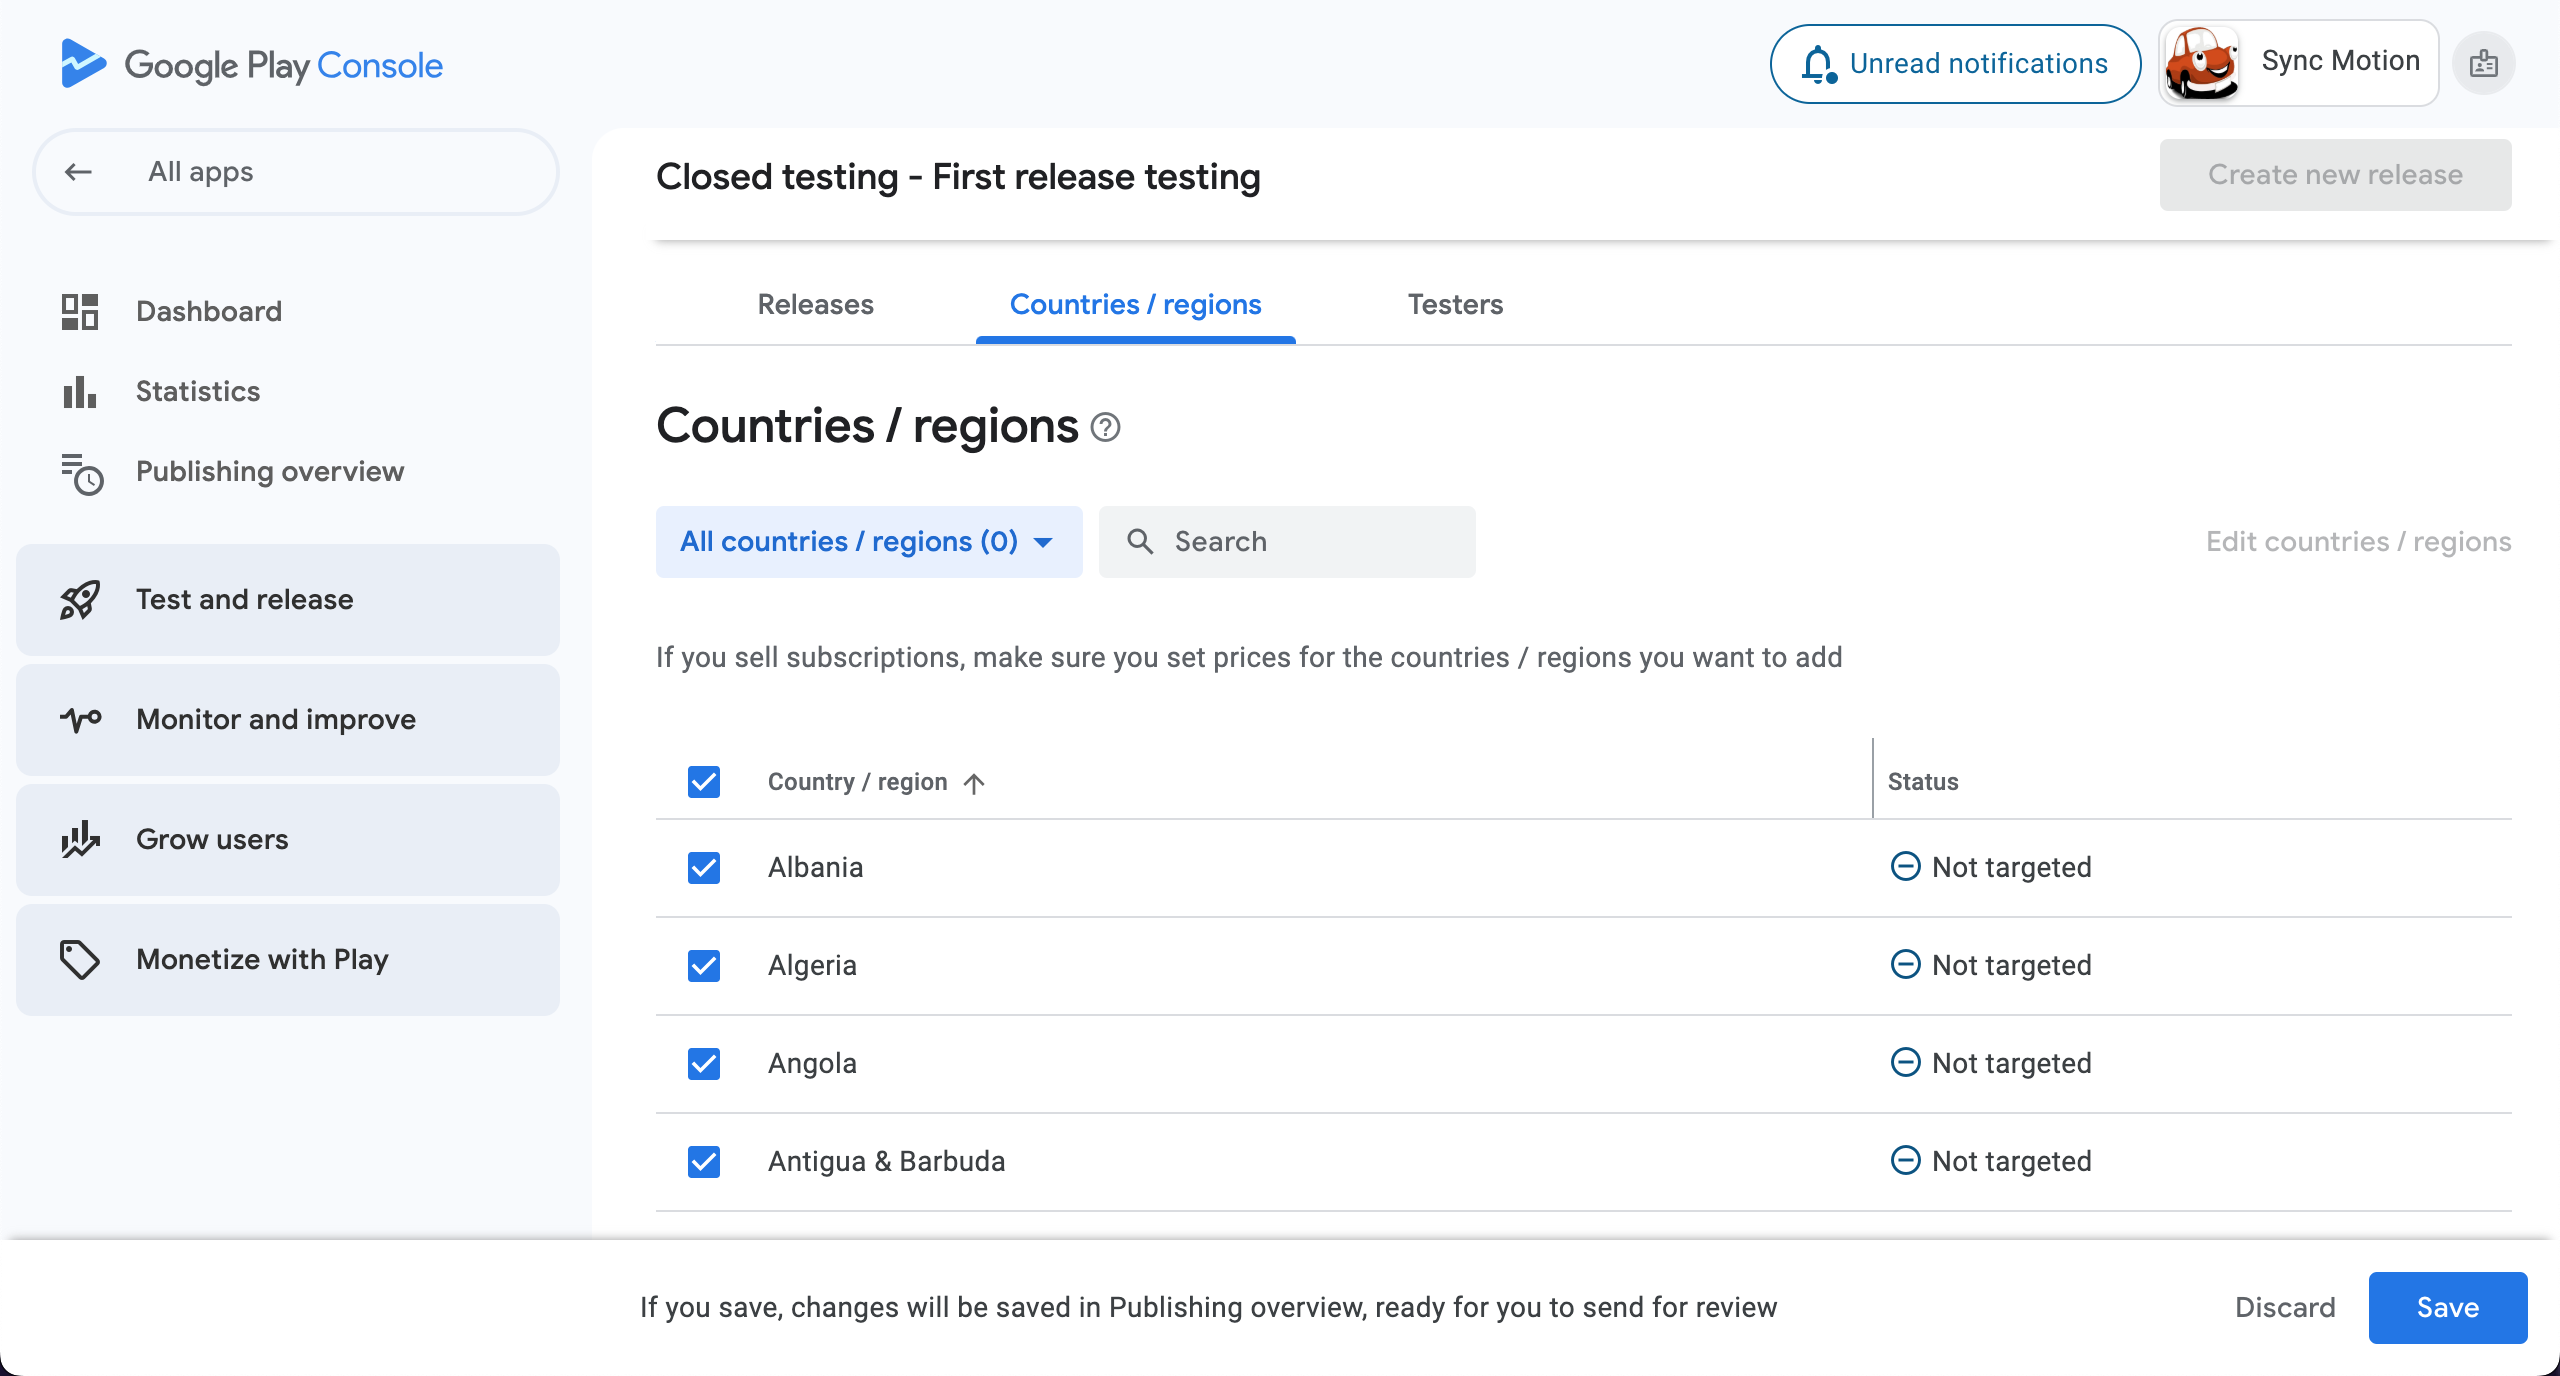 Google Play Console
Unread notifications
Sync Motion
All apps
Dashboard
Statistics
Publishing overview
Test and release
Monitor and improve
Grow users
Monetize with Play
Closed testing - First release testing
Create new release
Releases
Countries / regions
Testers
Countries / regions
All countries / regions (0)
Search
Edit countries / regions
If you sell subscriptions, make sure you set prices for the countries / regions you want to add
Country / region
Status
Albania
Not targeted
Algeria
Not targeted
Angola
Not targeted
Antigua & Barbuda
Not targeted
If you save, changes will be saved in Publishing overview, ready for you to send for review
Discard
Save